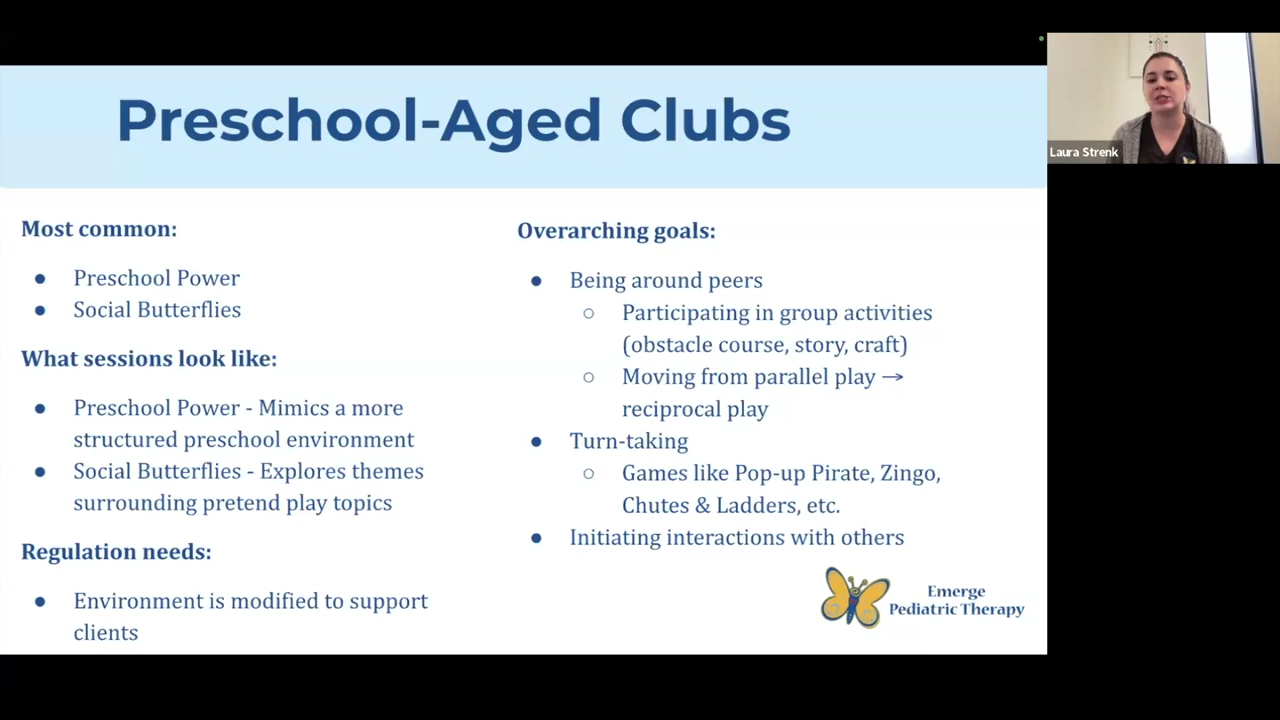 Preschool-Aged Clubs
Most common:
● Preschool Power
● Social Butterflies
What sessions look like:
● Preschool Power - Mimics a more
structured preschool environment
● Social Butterflies - Explores themes
surrounding pretend play topics
Regulation needs:
● Environment is modified to support
clients
Overarching goals:
● Being around peers
○ Participating in group activities
(obstacle course, story, craft)
○ Moving from parallel play →
reciprocal play
● Turn-taking
○ Games like Pop-up Pirate, Zingo,
Chutes & Ladders, etc.
● Initiating interactions with others
Emerge
Pediatric Therapy
Laura Strenk